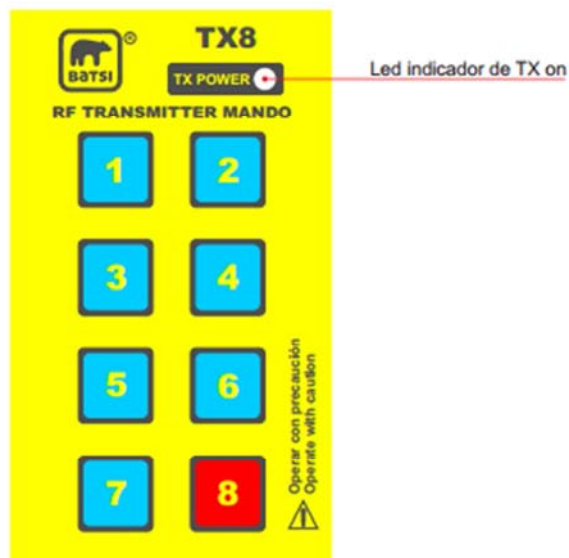 BATSI ®
TX8
TX POWER
Led indicador de TX on
RF TRANSMITTER MANDO
1 2
3 4
5 6
7 8
Operar con precaución
Operate with caution